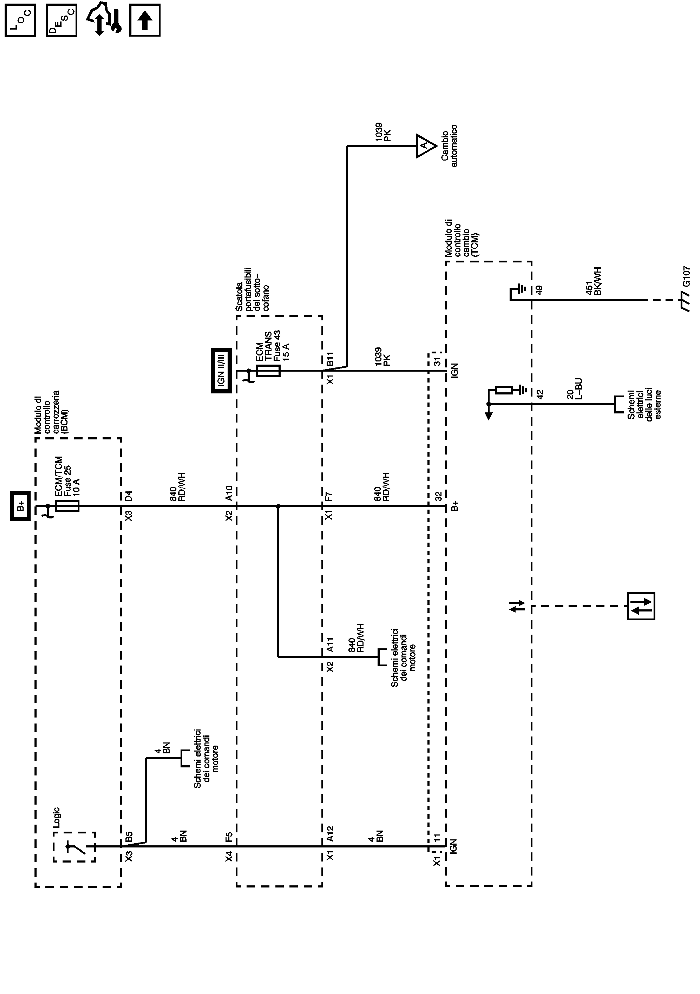 LOC
DESC
B+
ECM/TCM
Fuse 25
10 A
Modulo di
controllo
carrozzeria
(BCM)
Logic
X3 D4
840
RD/WH
X3 B5
4
BN
4
BN
Schemi elettrici
dei comandi
motore
X2 A10
X4 F5
IGN II/III
Scatola
portafusibili
del sotto-
cofano
ECM
TRANS
Fuse 43
15 A
X1 B11
1039
PK
A
Cambio
automatico
1039
PK
X1 F7
840
RD/WH
X2 A11
840
RD/WH
Schemi elettrici
dei comandi
motore
X1 A12
4
BN
Modulo di
controllo
cambio
(TCM)
31
IGN
32
B+
X1 11
IGN
49
451
BK/WH
G107
42
20
L-BU
Schemi
elettrici
delle luci
esterne